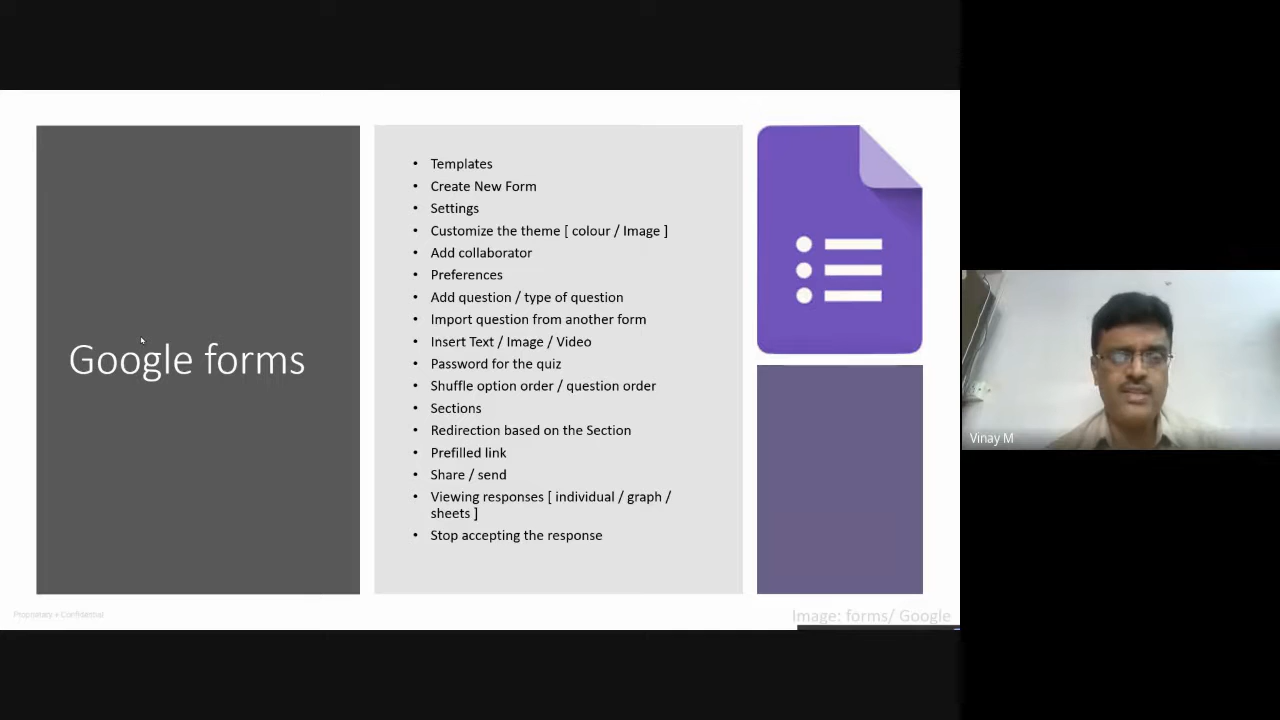 Google forms
• Templates
• Create New Form
• Settings
• Customize the theme [ colour / Image ]
• Add collaborator
• Preferences
• Add question / type of question
• Import question from another form
• Insert Text / Image / Video
• Password for the quiz
• Shuffle option order / question order
• Sections
• Redirection based on the Section
• Prefilled link
• Share / send
• Viewing responses [ individual / graph /
sheets ]
• Stop accepting the response
Proprietary + Confidential
Image: forms/ Google
Vinay M